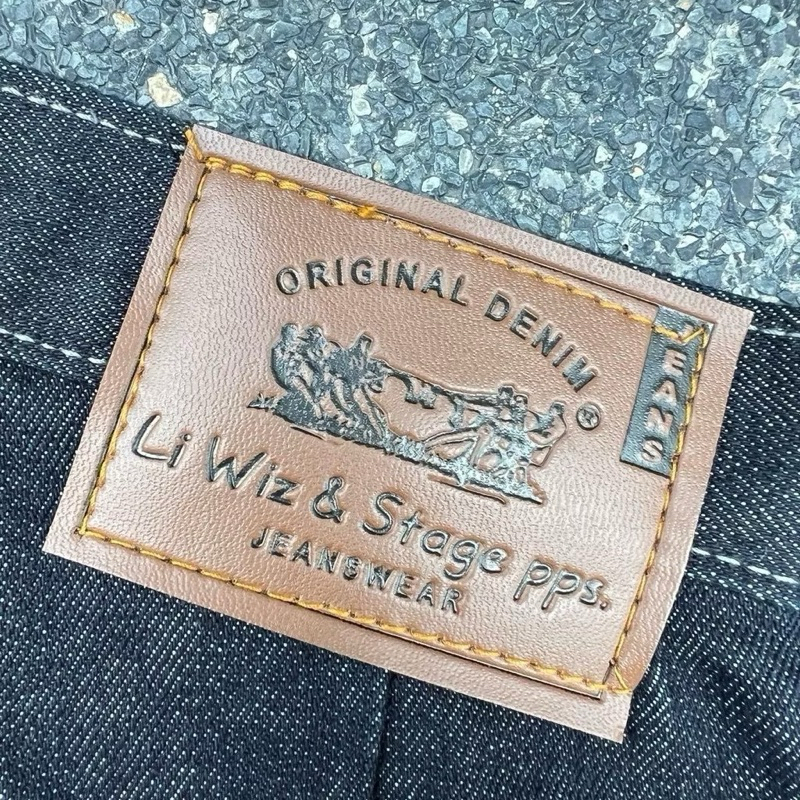 ORIGINAL DENIM ®
JEANS
Li Wiz & Stage pps.
JEANSWEAR